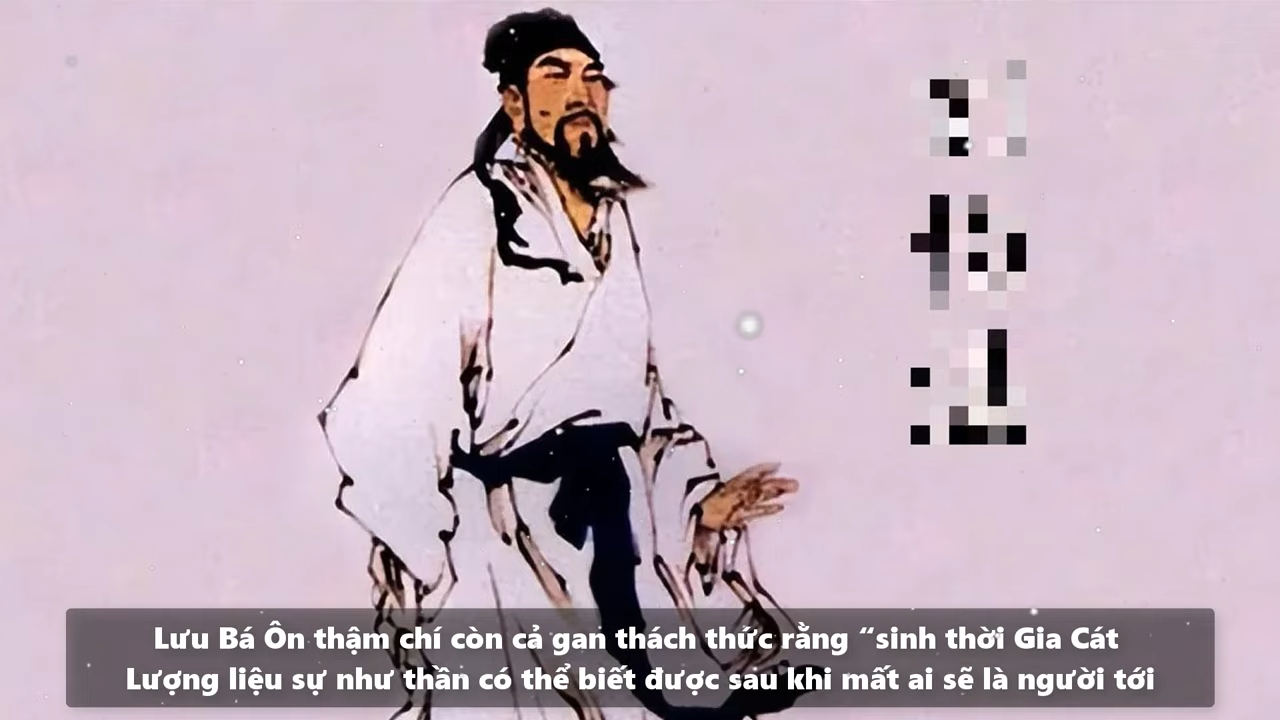 Lưu Bá Ôn thậm chí còn cả gan thách thức rằng “sinh thời Gia Cát
Lượng liệu sự như thần có thể biết được sau khi mất ai sẽ là người tới